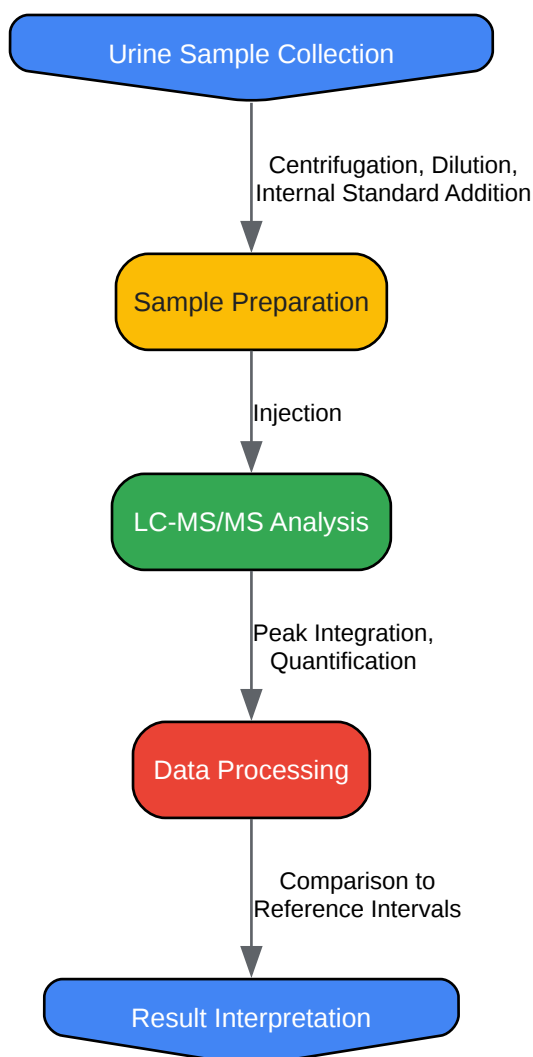 Urine Sample Collection
Centrifugation, Dilution,
Internal Standard Addition
Sample Preparation
Injection
LC-MS/MS Analysis
Peak Integration,
Quantification
Data Processing
Comparison to
Reference Intervals
Result Interpretation